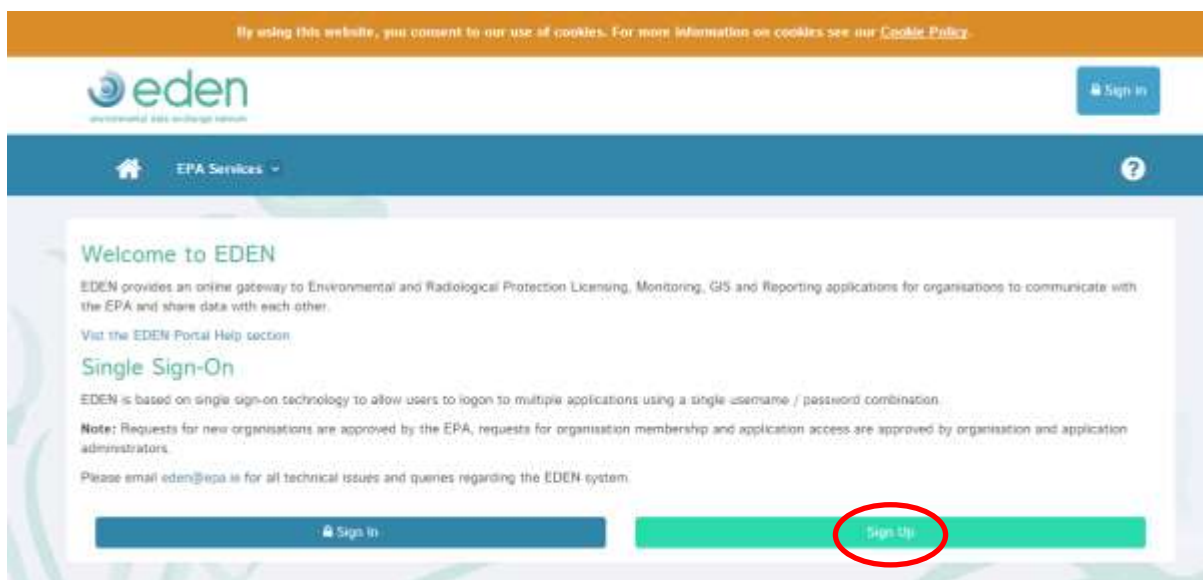 By using this website, you consent to our use of cookies. For more information on cookies see our Cookie Policy.
eden
environmental data exchange network
Sign In
EPA Services
?
Welcome to EDEN
EDEN provides an online gateway to Environmental and Radiological Protection Licensing, Monitoring, GIS and Reporting applications for organisations to communicate with
the EPA and share data with each other.
Visit the EDEN Portal Help section
Single Sign-On
EDEN is based on single sign-on technology to allow users to logon to multiple applications using a single username / password combination.
Note: Requests for new organisations are approved by the EPA, requests for organisation membership and application access are approved by organisation and application
administrators.
Please email eden@epa.ie for all technical issues and queries regarding the EDEN system.
Sign In
Sign Up